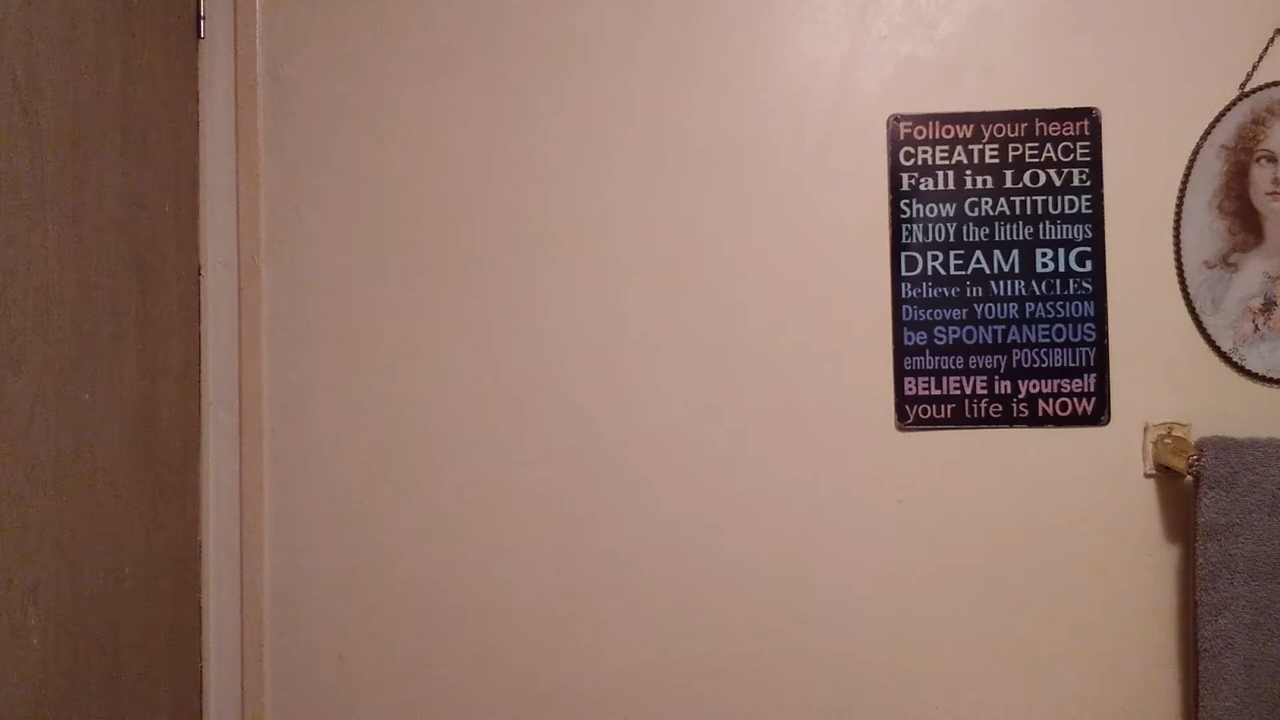 Follow your heart
CREATE PEACE
Fall in LOVE
Show GRATITUDE
ENJOY the little things
DREAM BIG
Believe in MIRACLES
Discover YOUR PASSION
be SPONTANEOUS
embrace every POSSIBILITY
BELIEVE in yourself
your life is NOW